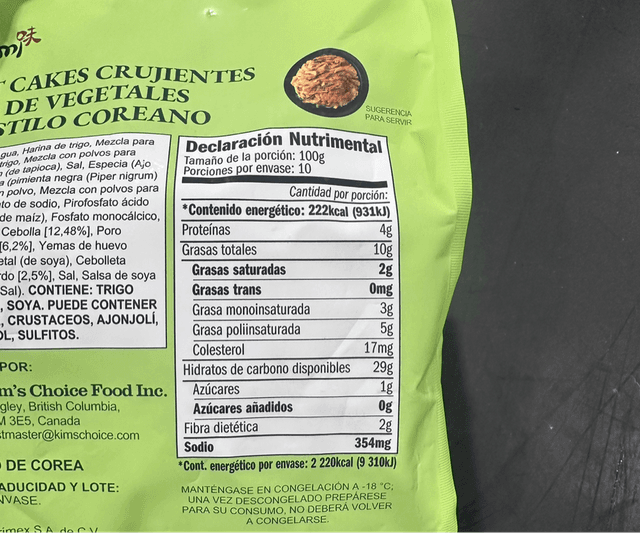 味
CAKES CRUJIENTES
DE VEGETALES
STILO COREANO
SUGERENCIA
PARA SERVIR
gua, Harina de trigo, Mezcla para
trigo, Mezcla con polvos para
(de tapioca), Sal, Especia (Ajo
a (pimienta negra (Piper nigrum)
n polvo, Mezcla con polvos para
to de sodio, Pirofosfato ácido
de maíz), Fosfato monocálcico,
Cebolla [12,48%], Poro
[6,2%], Yemas de huevo
etal (de soya), Cebolleta
do [2,5%], Sal, Salsa de soya
Sal). CONTIENE: TRIGO
, SOYA. PUEDE CONTENER
, CRUSTACEOS, AJONJOLÍ,
OL, SULFITOS.
POR:
m's Choice Food Inc.
gley, British Columbia,
M 3E5, Canada
stmaster@kimschoice.com
DE COREA
ADUCIDAD Y LOTE:
NVASE.
imex S.A. de C.V.
Declaración Nutrimental
Tamaño de la porción: 100g
Porciones por envase: 10
Cantidad por porción:
*Contenido energético: 222kcal (931kJ)
Proteínas 4g
Grasas totales 10g
Grasas saturadas 2g
Grasas trans 0mg
Grasa monoinsaturada 3g
Grasa poliinsaturada 5g
Colesterol 17mg
Hidratos de carbono disponibles 29g
Azúcares 1g
Azúcares añadidos 0g
Fibra dietética 2g
Sodio 354mg
*Cont. energético por envase: 2 220kcal (9 310kJ)
MANTÉNGASE EN CONGELACIÓN A -18 °C;
UNA VEZ DESCONGELADO PREPÁRESE
PARA SU CONSUMO, NO DEBERÁ VOLVER
A CONGELARSE.